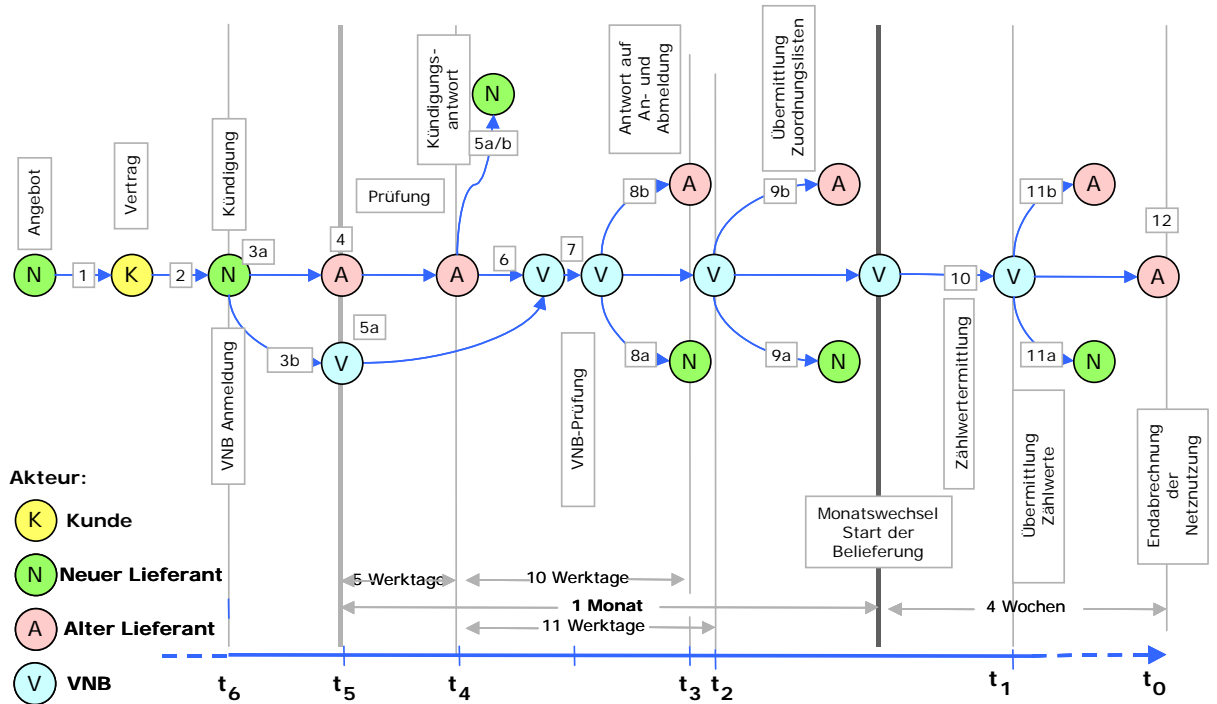 Angebot
Vertrag
Kündigung
Kündigungs-
antwort
Prüfung
Antwort auf
An- und
Abmeldung
Übermittlung
Zuordnungslisten
N
5a/b
8b
A
9b
A
11b
A
12
N
1
K
2
N
3a
4
A
A
6
V
7
V
V
V
10
V
A
3b
V
5a
8a
N
9a
N
11a
N
VNB Anmeldung
VNB-Prüfung
Zählwertermittlung
Übermittlung
Zählwerte
Endabrechnung
der
Netznutzung
Monatswechsel
Start der
Belieferung
Akteur:
K Kunde
N Neuer Lieferant
A Alter Lieferant
V VNB
5 Werktage
10 Werktage
1 Monat
4 Wochen
11 Werktage
t6
t5
t4
t3
t2
t1
t0